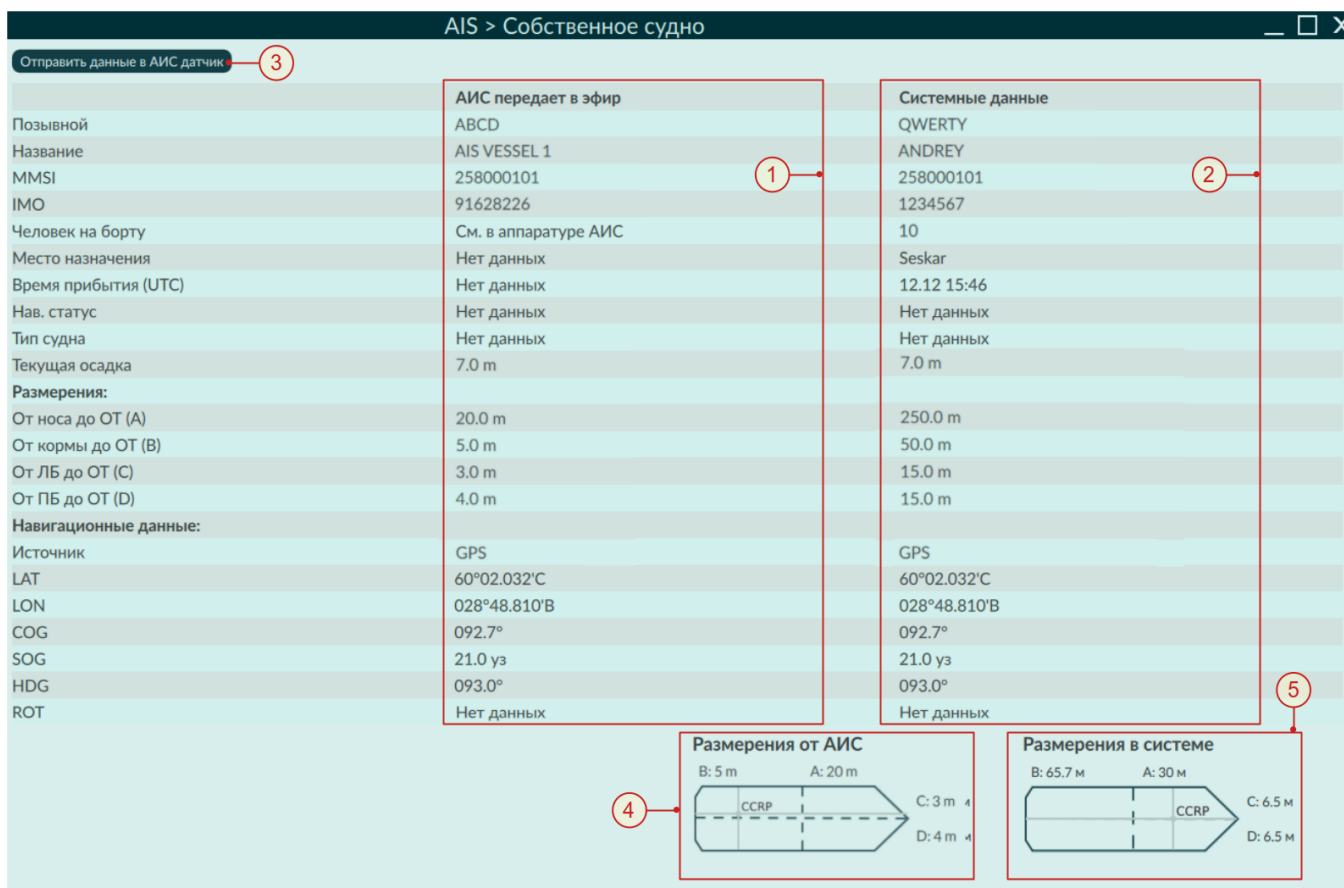 AIS > Собственное судно
Отправить данные в АИС датчик 3
АИС передает в эфир Системные данные
Позывной ABCD QWERTY
Название AIS VESSEL 1 ANDREY
MMSI 258000101 1 258000101 2
IMO 91628226 1234567
Человек на борту См. в аппаратуре АИС 10
Место назначения Нет данных Seskar
Время прибытия (UTC) Нет данных 12.12 15:46
Нав. статус Нет данных Нет данных
Тип судна Нет данных Нет данных
Текущая осадка 7.0 m 7.0 m
Размерения:
От носа до ОТ (A) 20.0 m 250.0 m
От кормы до ОТ (B) 5.0 m 50.0 m
От ЛБ до ОТ (C) 3.0 m 15.0 m
От ПБ до ОТ (D) 4.0 m 15.0 m
Навигационные данные:
Источник GPS GPS
LAT 60°02.032'С 60°02.032'С
LON 028°48.810'В 028°48.810'В
COG 092.7° 092.7°
SOG 21.0 уз 21.0 уз
HDG 093.0° 093.0°
ROT Нет данных Нет данных
5
Размерения от АИС Размерения в системе
B: 5 m A: 20 m B: 65.7 м A: 30 м
4 CCRP C: 3 m CCRP C: 6.5 м
D: 4 m D: 6.5 м